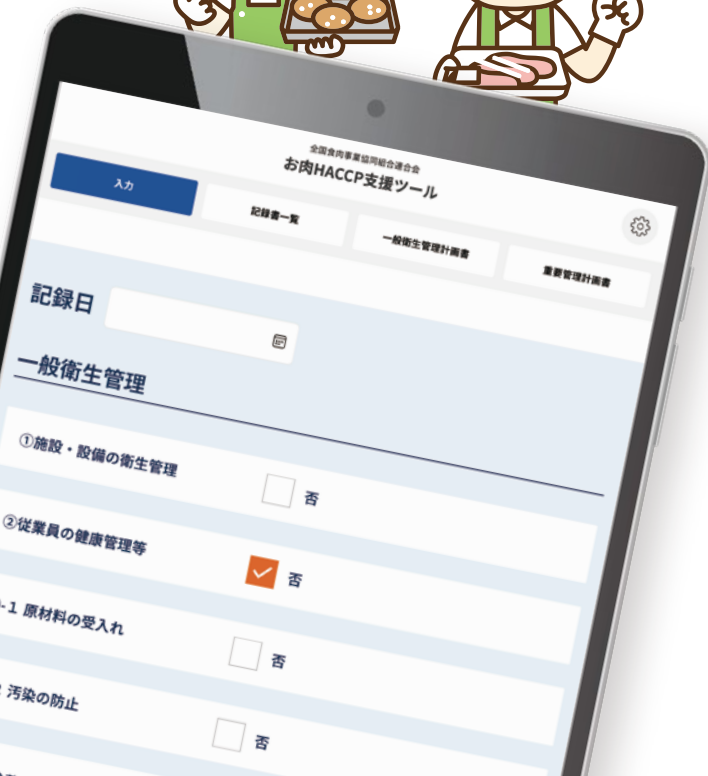 全国食肉事業協同組合連合会
お肉HACCP支援ツール
入力
記録書一覧
一般衛生管理計画書
重要管理計画書
記録日
一般衛生管理
①施設・設備の衛生管理
否
②従業員の健康管理等
否
-1 原材料の受入れ
否
汚染の防止
否